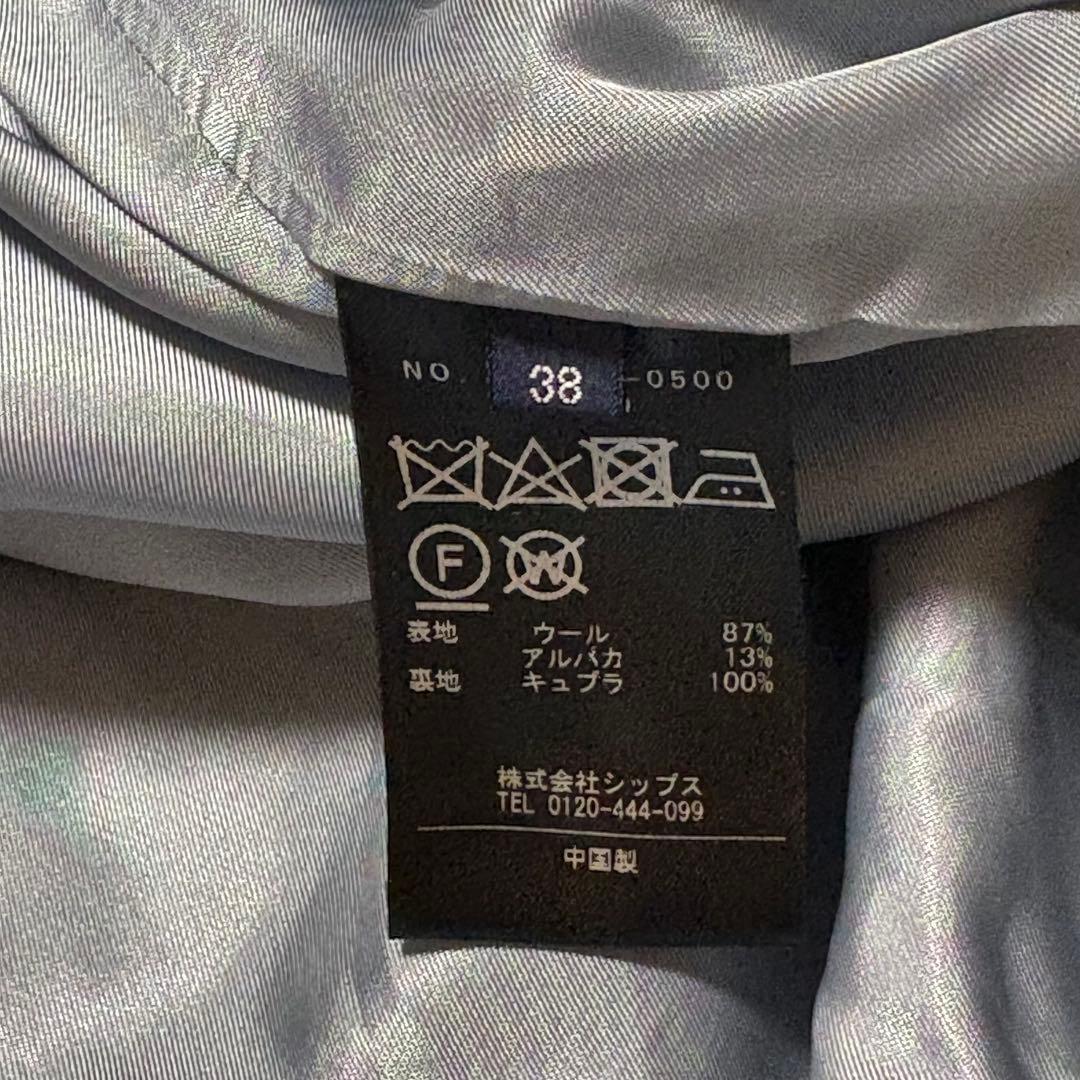 NO. 38 -0500
F W
表地 ウール 87%
アルパカ 13%
裏地 キュプラ 100%
株式会社シップス
TEL 0120-444-099
中国製